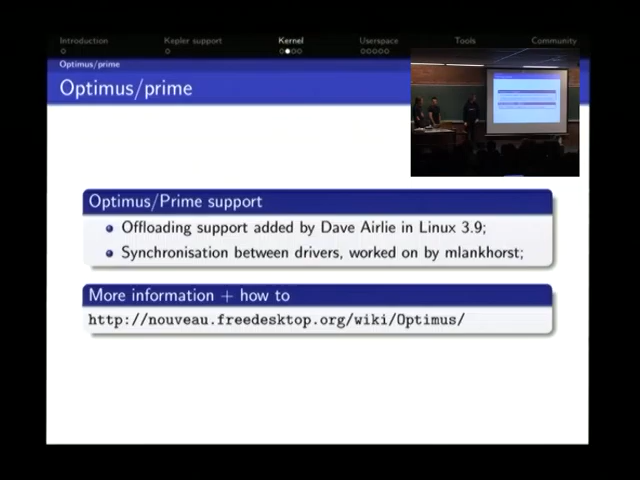 Introduction Kepler support Kernel Userspace Tools Community
Optimus/prime
Optimus/prime
Optimus/Prime support
Offloading support added by Dave Airlie in Linux 3.9;
Synchronisation between drivers, worked on by mlankhorst;
More information + how to
http://nouveau.freedesktop.org/wiki/Optimus/